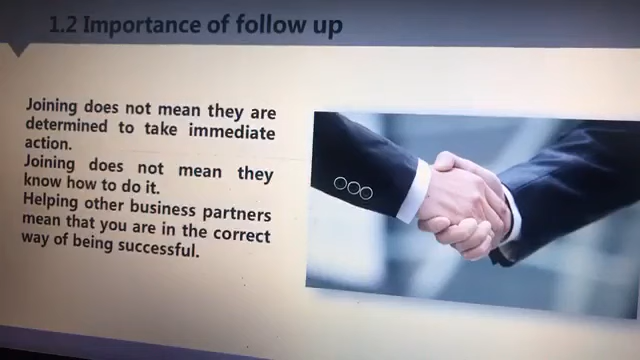 1.2 Importance of follow up
Joining does not mean they are
determined to take immediate
action.
Joining does not mean they
know how to do it.
Helping other business partners
mean that you are in the correct
way of being successful.